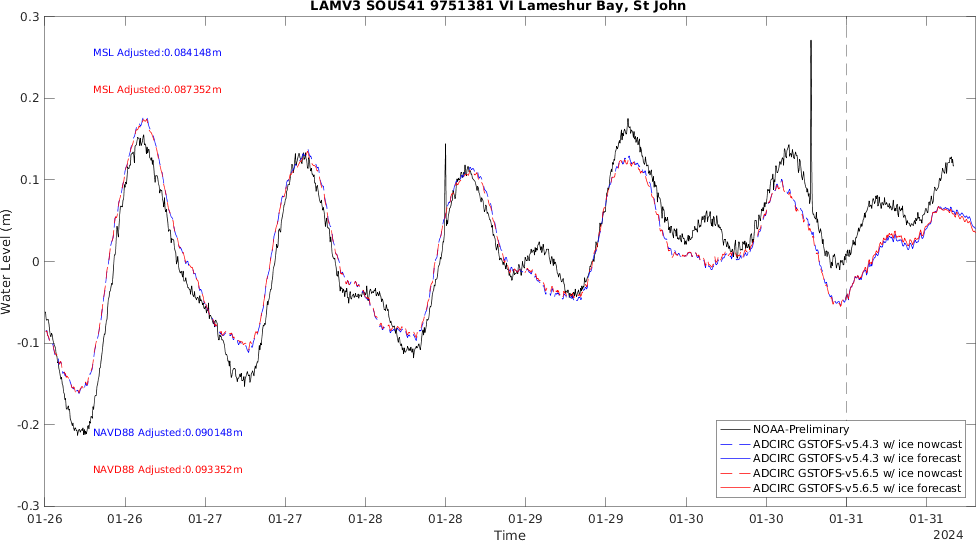 LAMV3 SOUS41 9751381 VI Lameshur Bay, St John
0.3
MSL Adjusted:0.084148m
MSL Adjusted:0.087352m
0.2
0.1
Water Level (m)
0
-0.1
-0.2
NAVD88 Adjusted:0.090148m
NAVD88 Adjusted:0.093352m
-0.3
NOAA-Preliminary
ADCIRC GSTOFS-v5.4.3 w/ ice nowcast
ADCIRC GSTOFS-v5.4.3 w/ ice forecast
ADCIRC GSTOFS-v5.6.5 w/ ice nowcast
ADCIRC GSTOFS-v5.6.5 w/ ice forecast
01-26 01-26 01-27 01-27 01-28 01-28 01-29 01-29 01-30 01-30 01-31 01-31
Time 2024